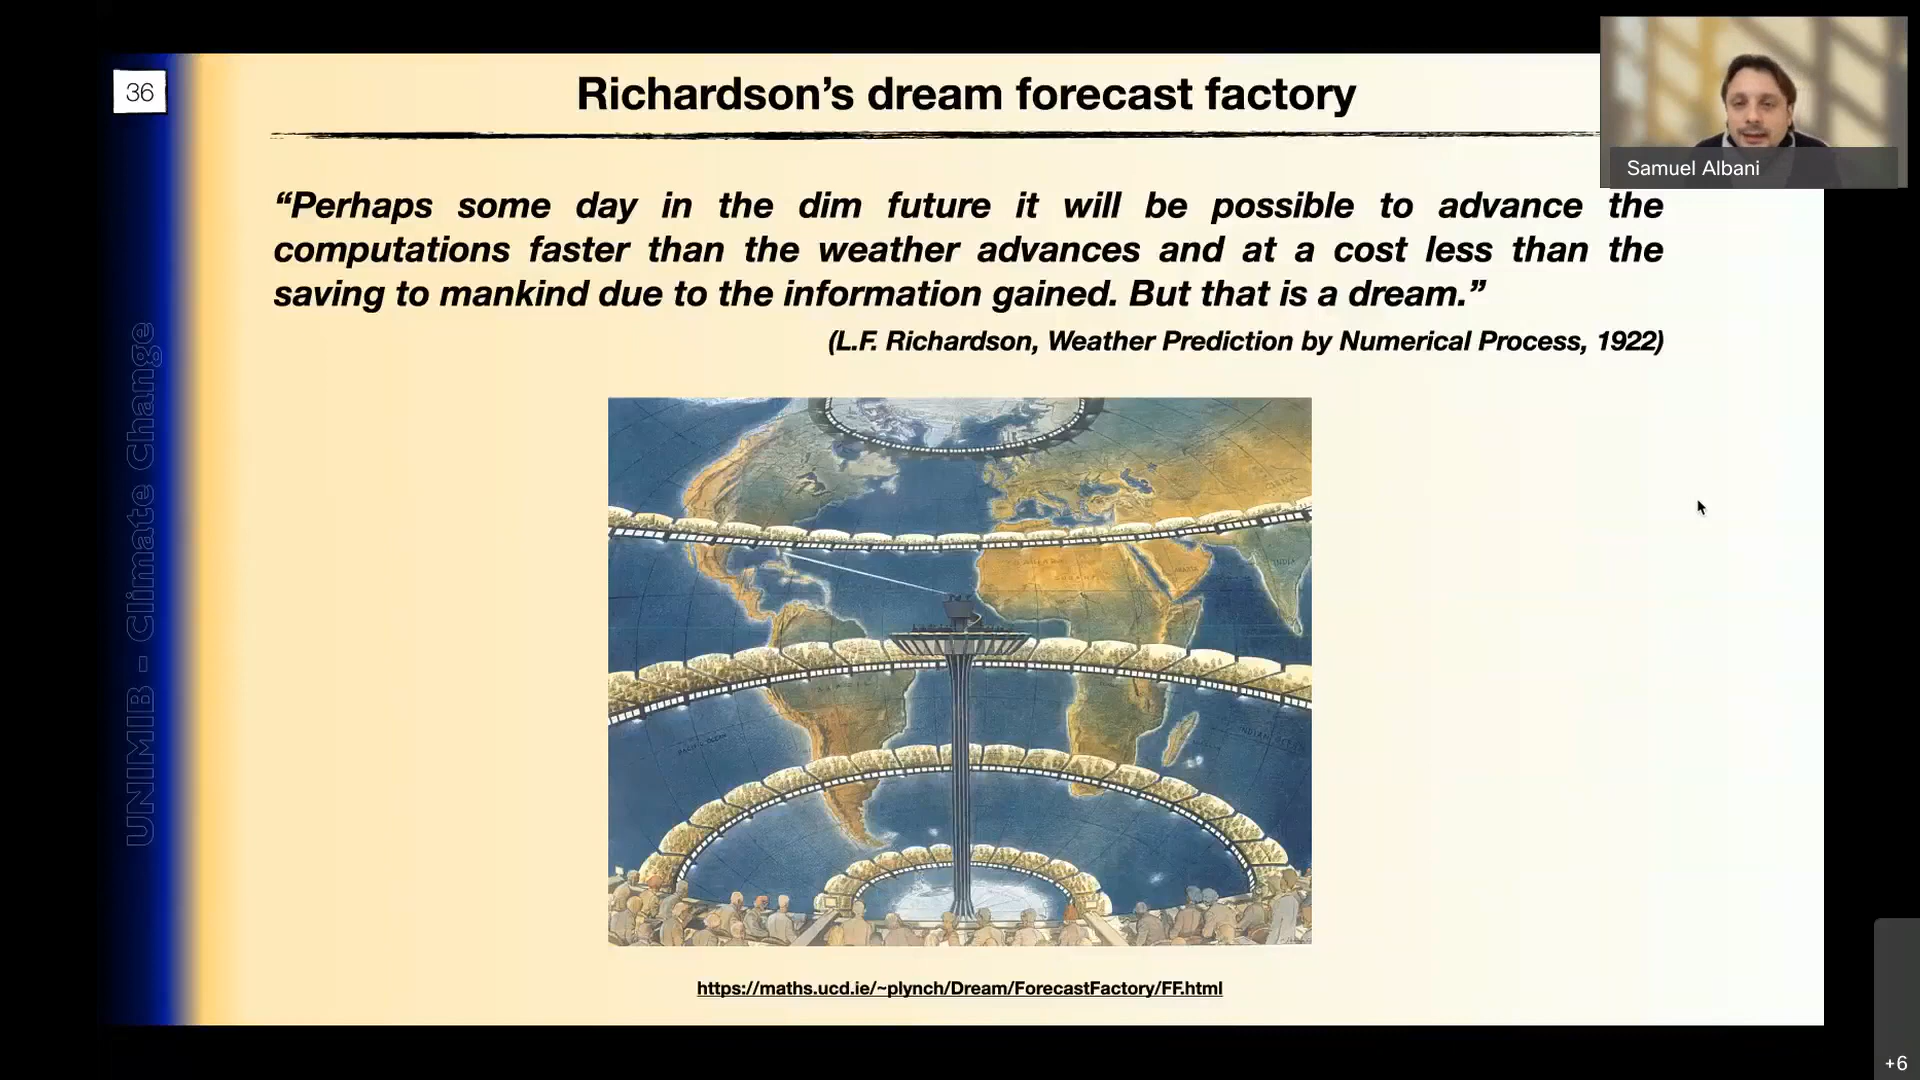 36
Richardson’s dream forecast factory
Samuel Albani
“Perhaps some day in the dim future it will be possible to advance the
computations faster than the weather advances and at a cost less than the
saving to mankind due to the information gained. But that is a dream.”
(L.F. Richardson, Weather Prediction by Numerical Process, 1922)
UNIMIB - Climate Change
INDIA
https://maths.ucd.ie/~plynch/Dream/ForecastFactory/FF.html
+6